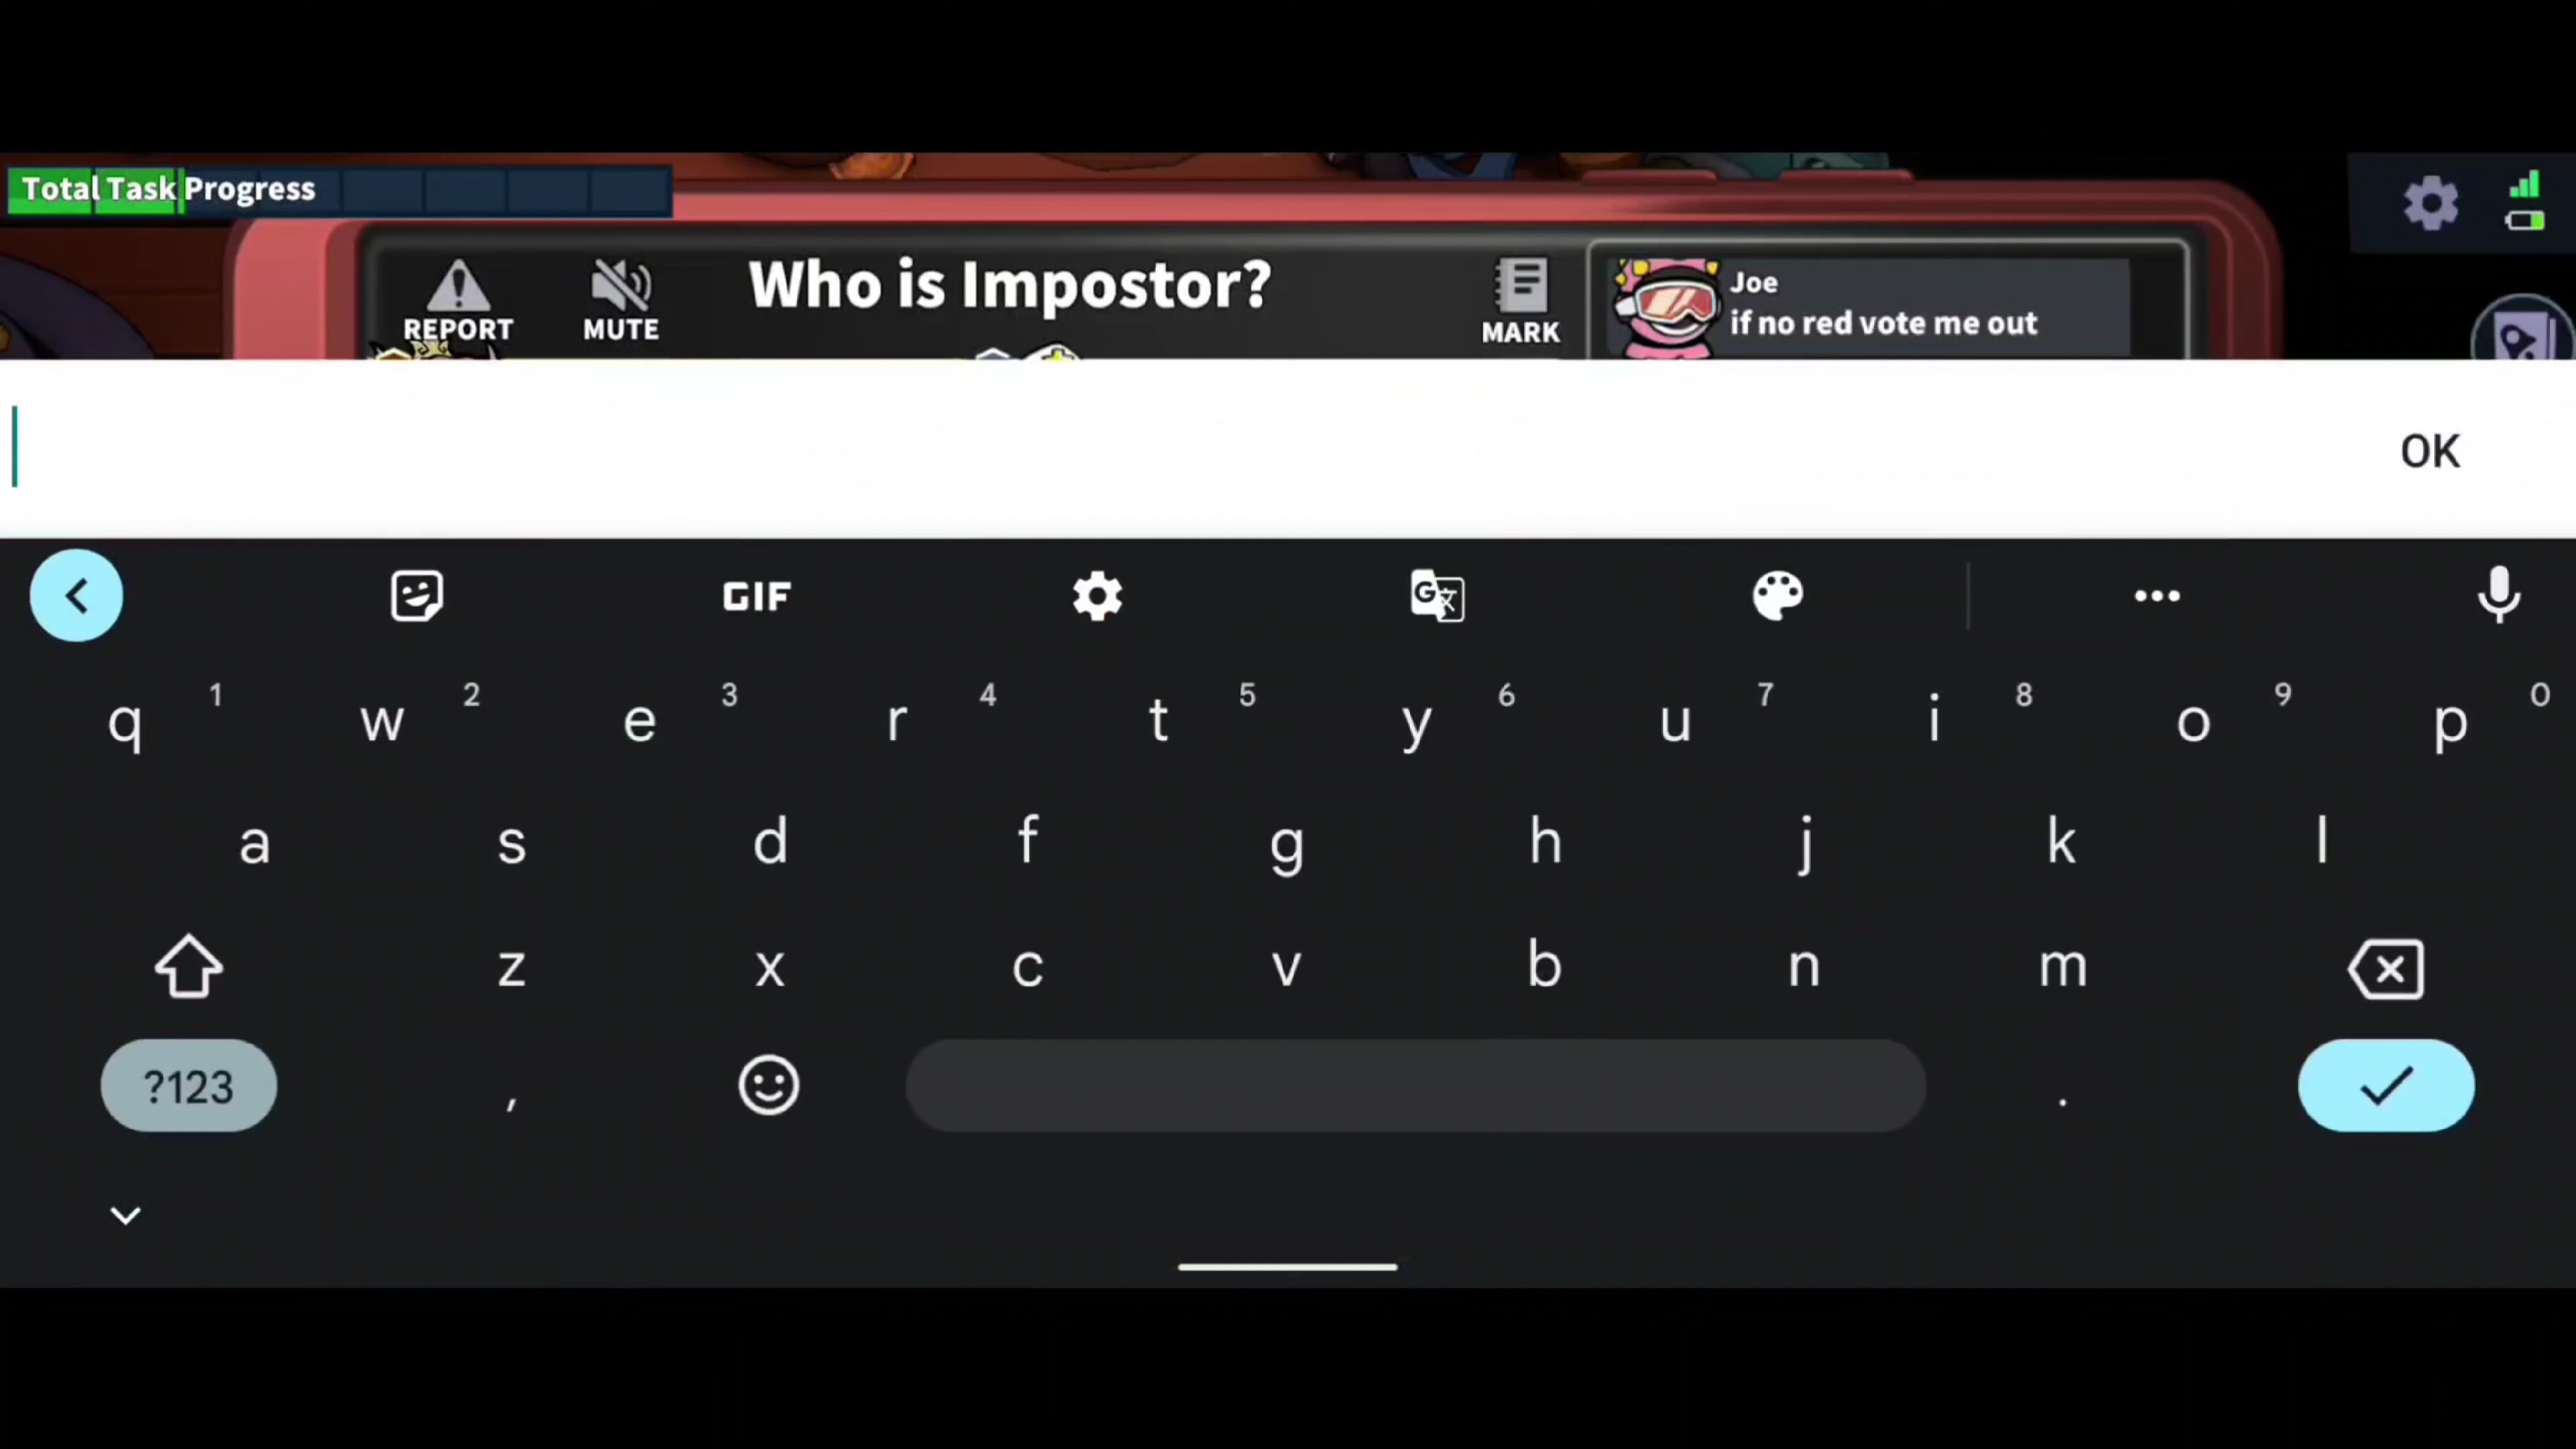 Total Task Progress
REPORT
MUTE
Who is Impostor?
MARK
Joe
if no red vote me out
OK
GIF
G
q 1 w 2 e 3 r 4 t 5 y 6 u 7 i 8 o 9 p 0
a s d f g h j k l
z x c v b n m
?123 , .